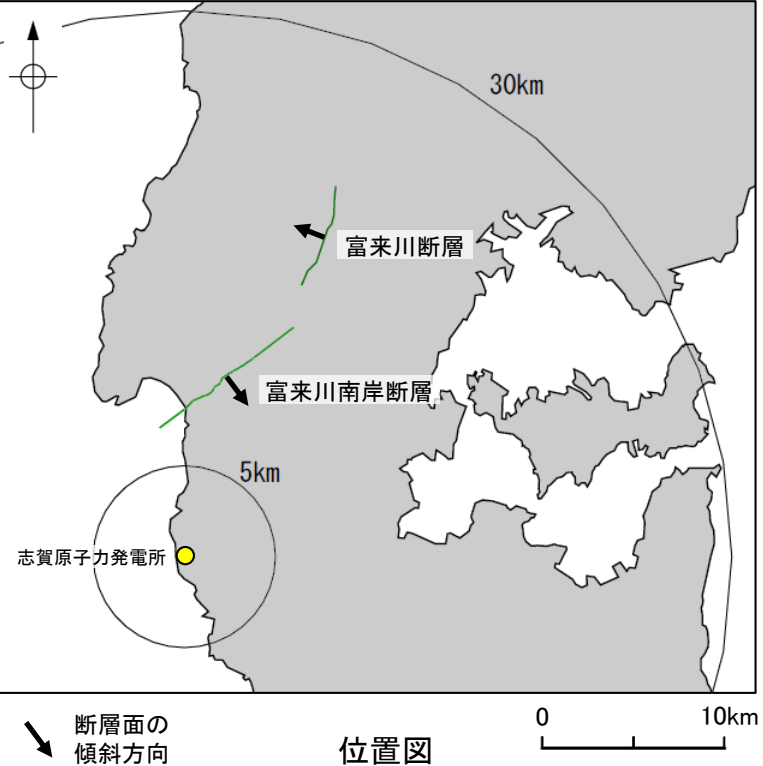 30km
富来川断層
富来川南岸断層
5km
志賀原子力発電所
断層面の
傾斜方向
位置図
0 10km